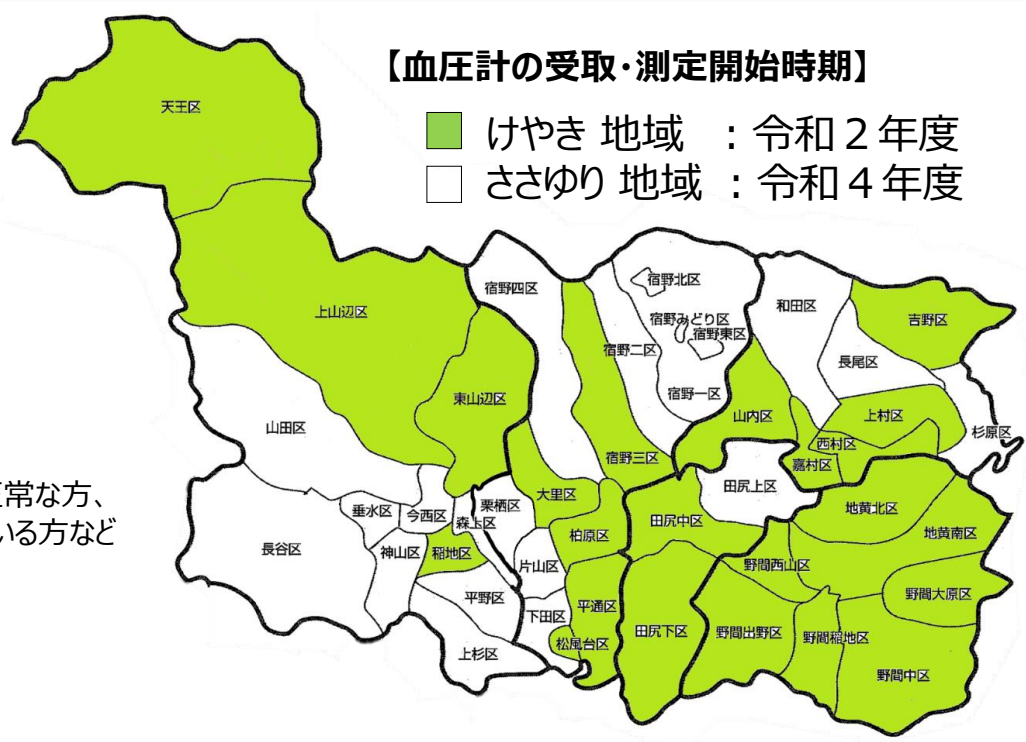 【血圧計の受取・測定開始時期】
けやき 地域 ：令和２年度
ささゆり 地域 ：令和４年度
天王区
上山辺区
東山辺区
山田区
長谷区
垂水区
今西区
森上区
神山区
稲地区
平野区
上杉区
栗栖区
片山区
下田区
宿野四区
宿野北区
宿野みどり区
宿野東区
宿野二区
宿野一区
宿野三区
大里区
柏原区
平通区
松風台区
和田区
吉野区
長尾区
山内区
上村区
西村区
嘉村区
杉原区
田尻上区
田尻中区
田尻下区
地黄北区
地黄南区
野間西山区
野間大原区
野間出野区
野間稲地区
野間中区
常な方、
いる方など